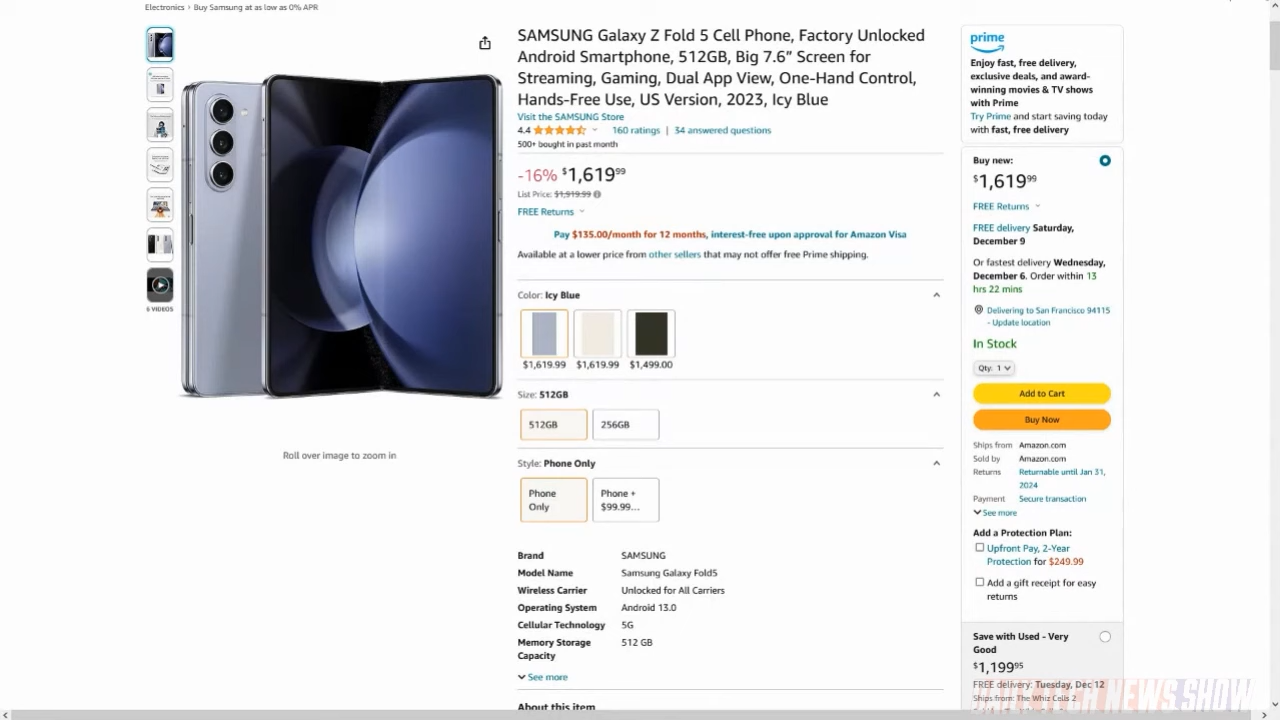 Electronics › Buy Samsung at as low as 0% APR
6 VIDEOS
Roll over image to zoom in
SAMSUNG Galaxy Z Fold 5 Cell Phone, Factory Unlocked
Android Smartphone, 512GB, Big 7.6” Screen for
Streaming, Gaming, Dual App View, One-Hand Control,
Hands-Free Use, US Version, 2023, Icy Blue
Visit the SAMSUNG Store
4.4 160 ratings | 34 answered questions
500+ bought in past month
-16% $1,61999
List Price: $1,919.99
FREE Returns
Pay $135.00/month for 12 months, interest-free upon approval for Amazon Visa
Available at a lower price from other sellers that may not offer free Prime shipping.
Color: Icy Blue
$1,619.99 $1,619.99 $1,499.00
Size: 512GB
512GB 256GB
Style: Phone Only
Phone Only
Phone + $99.99...
Brand SAMSUNG
Model Name Samsung Galaxy Fold5
Wireless Carrier Unlocked for All Carriers
Operating System Android 13.0
Cellular Technology 5G
Memory Storage Capacity 512 GB
See more
About this item
prime
Enjoy fast, free delivery,
exclusive deals, and award-
winning movies & TV shows
with Prime
Try Prime and start saving today
with fast, free delivery
Buy new:
$1,61999
FREE Returns
FREE delivery Saturday,
December 9
Or fastest delivery Wednesday,
December 6. Order within 13
hrs 22 mins
Delivering to San Francisco 94115
- Update location
In Stock
Qty: 1
Add to Cart
Buy Now
Ships from Amazon.com
Sold by Amazon.com
Returns Returnable until Jan 31,
2024
Payment Secure transaction
See more
Add a Protection Plan:
Upfront Pay, 2-Year
Protection for $249.99
Add a gift receipt for easy
returns
Save with Used - Very
Good
$1,19995
FREE delivery: Tuesday, Dec 12
Ships from: The Whiz Cells 2
TECH NEWS SHOW